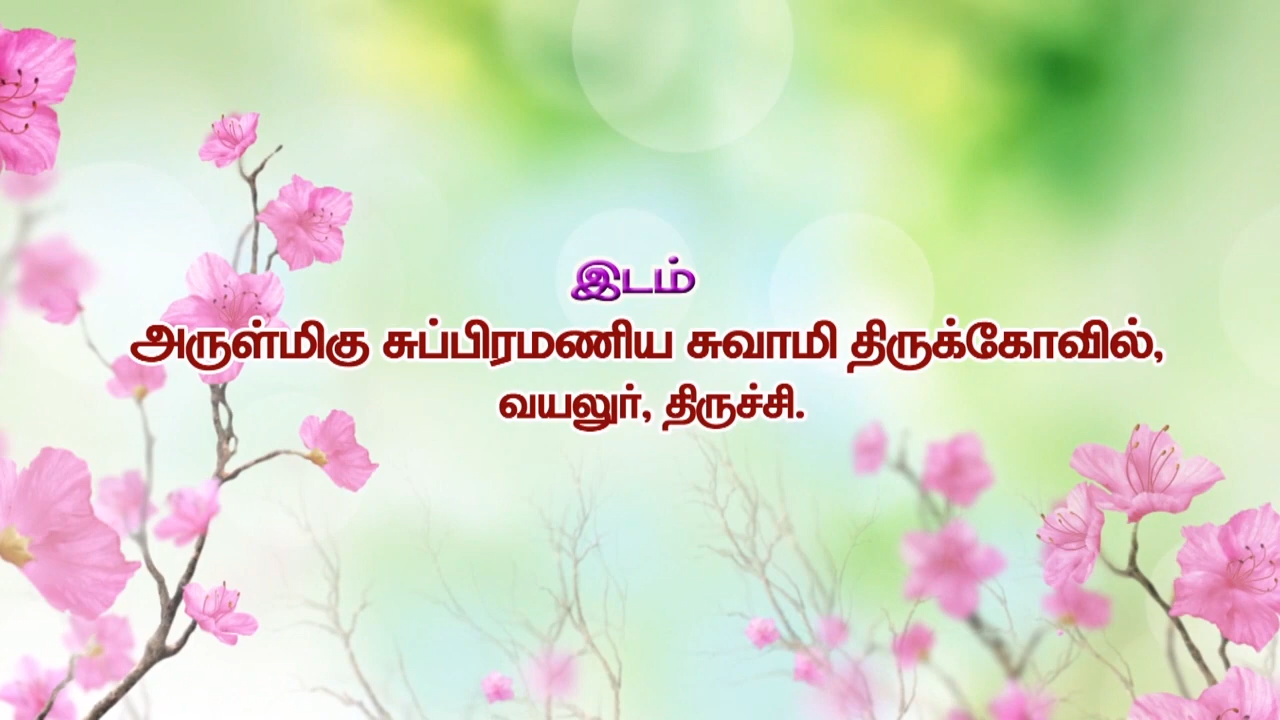 இடம்
அருள்மிகு சுப்பிரமணிய சுவாமி திருக்கோவில்,
வயலூர், திருச்சி.